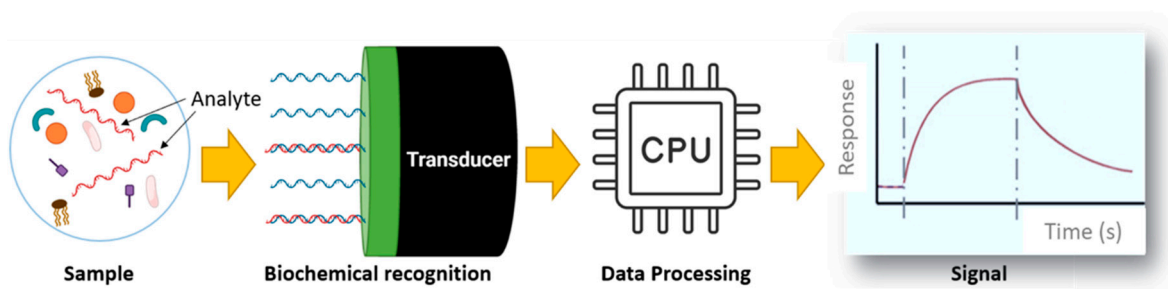 Analyte
Transducer
CPU
Response
Time (s)
Sample
Biochemical recognition
Data Processing
Signal